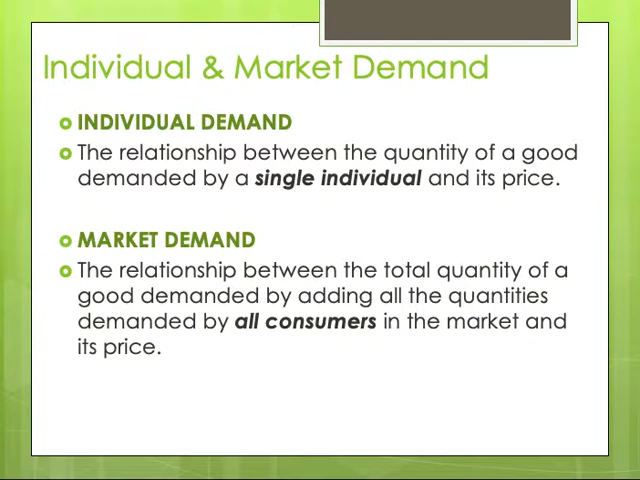 Individual & Market Demand
INDIVIDUAL DEMAND
The relationship between the quantity of a good
demanded by a single individual and its price.
MARKET DEMAND
The relationship between the total quantity of a
good demanded by adding all the quantities
demanded by all consumers in the market and
its price.